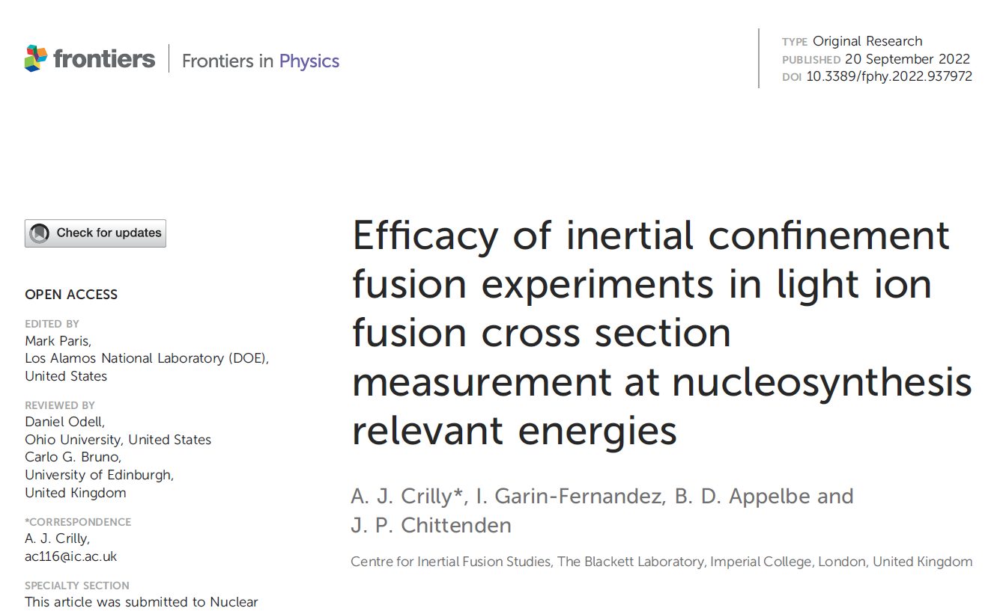 frontiers | Frontiers in Physics
TYPE Original Research
PUBLISHED 20 September 2022
DOI 10.3389/fphy.2022.937972
Check for updates
OPEN ACCESS
EDITED BY
Mark Paris,
Los Alamos National Laboratory (DOE),
United States
REVIEWED BY
Daniel Odell,
Ohio University, United States
Carlo G. Bruno,
University of Edinburgh,
United Kingdom
*CORRESPONDENCE
A. J. Crilly,
ac116@ic.ac.uk
SPECIALTY SECTION
This article was submitted to Nuclear
Efficacy of inertial confinement
fusion experiments in light ion
fusion cross section
measurement at nucleosynthesis
relevant energies
A. J. Crilly*, I. Garin-Fernandez, B. D. Appelbe and
J. P. Chittenden
Centre for Inertial Fusion Studies, The Blackett Laboratory, Imperial College, London, United Kingdom